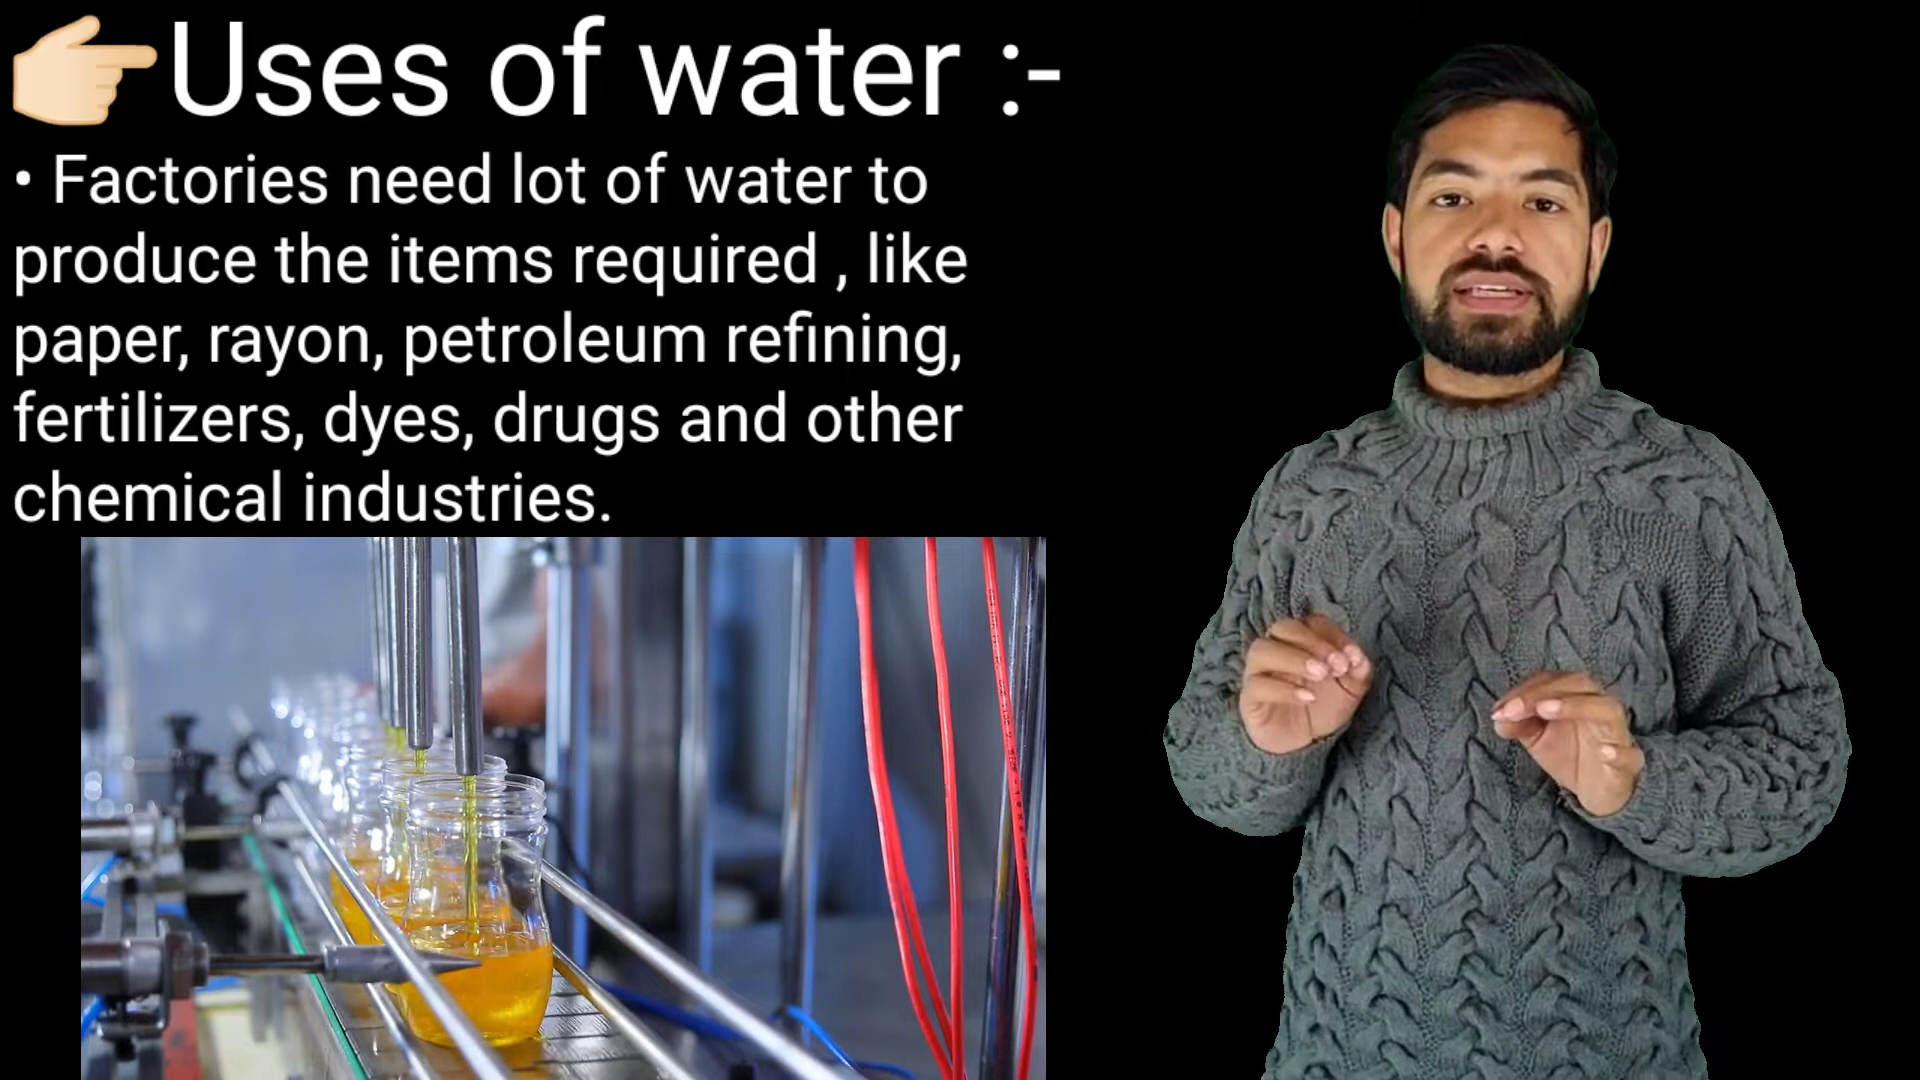 👉🏻Uses of water :-
• Factories need lot of water to
produce the items required , like
paper, rayon, petroleum refining,
fertilizers, dyes, drugs and other
chemical industries.